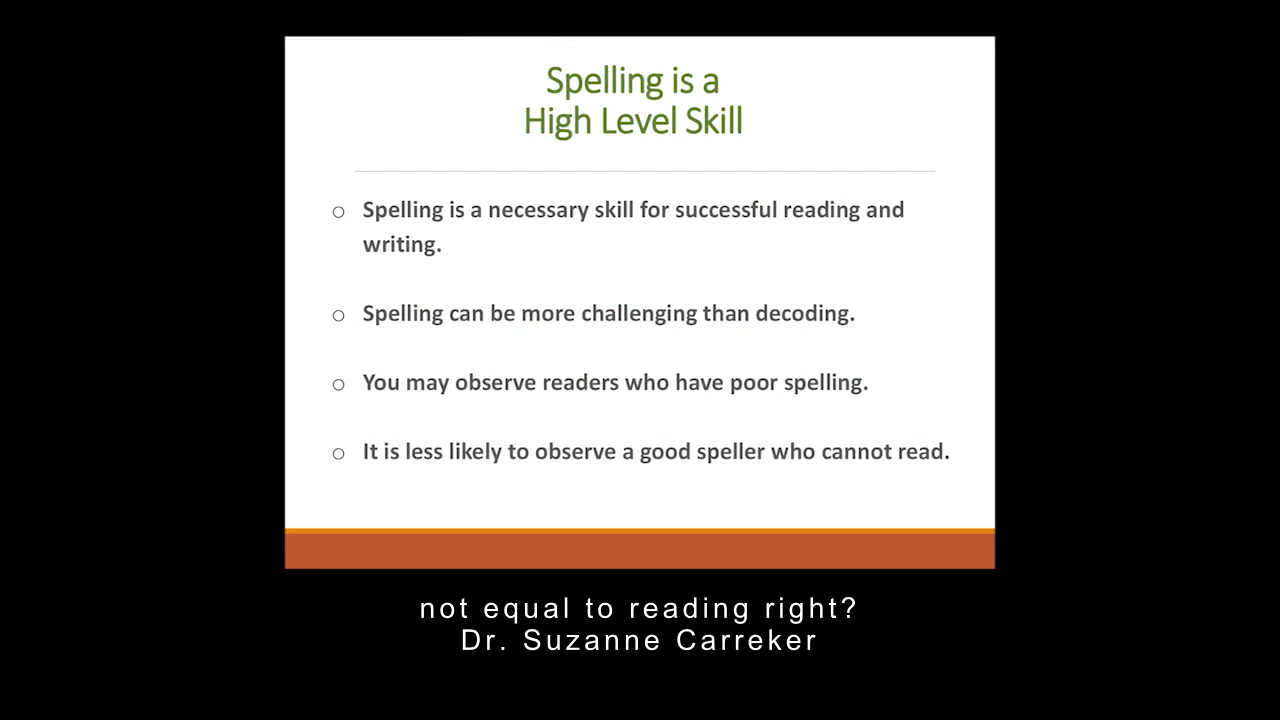 Spelling is a
High Level Skill
Spelling is a necessary skill for successful reading and
writing.
Spelling can be more challenging than decoding.
You may observe readers who have poor spelling.
It is less likely to observe a good speller who cannot read.
not equal to reading right?
Dr. Suzanne Carreker